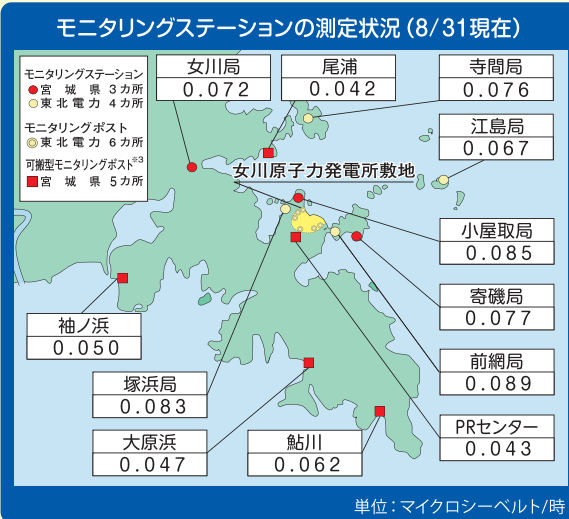 モニタリングステーションの測定状況(8/31現在)
モニタリングステーション
宮城県 3カ所
東北電力 4カ所
モニタリングポスト
東北電力 6カ所
可搬型モニタリングポスト※3
宮城県 5カ所
女川局
0.072
尾浦
0.042
寺間局
0.076
江島局
0.067
女川原子力発電所敷地
小屋取局
0.085
寄磯局
0.077
前網局
0.089
PRセンター
0.043
袖ノ浜
0.050
塚浜局
0.083
大原浜
0.047
鮎川
0.062
単位:マイクロシーベルト/時